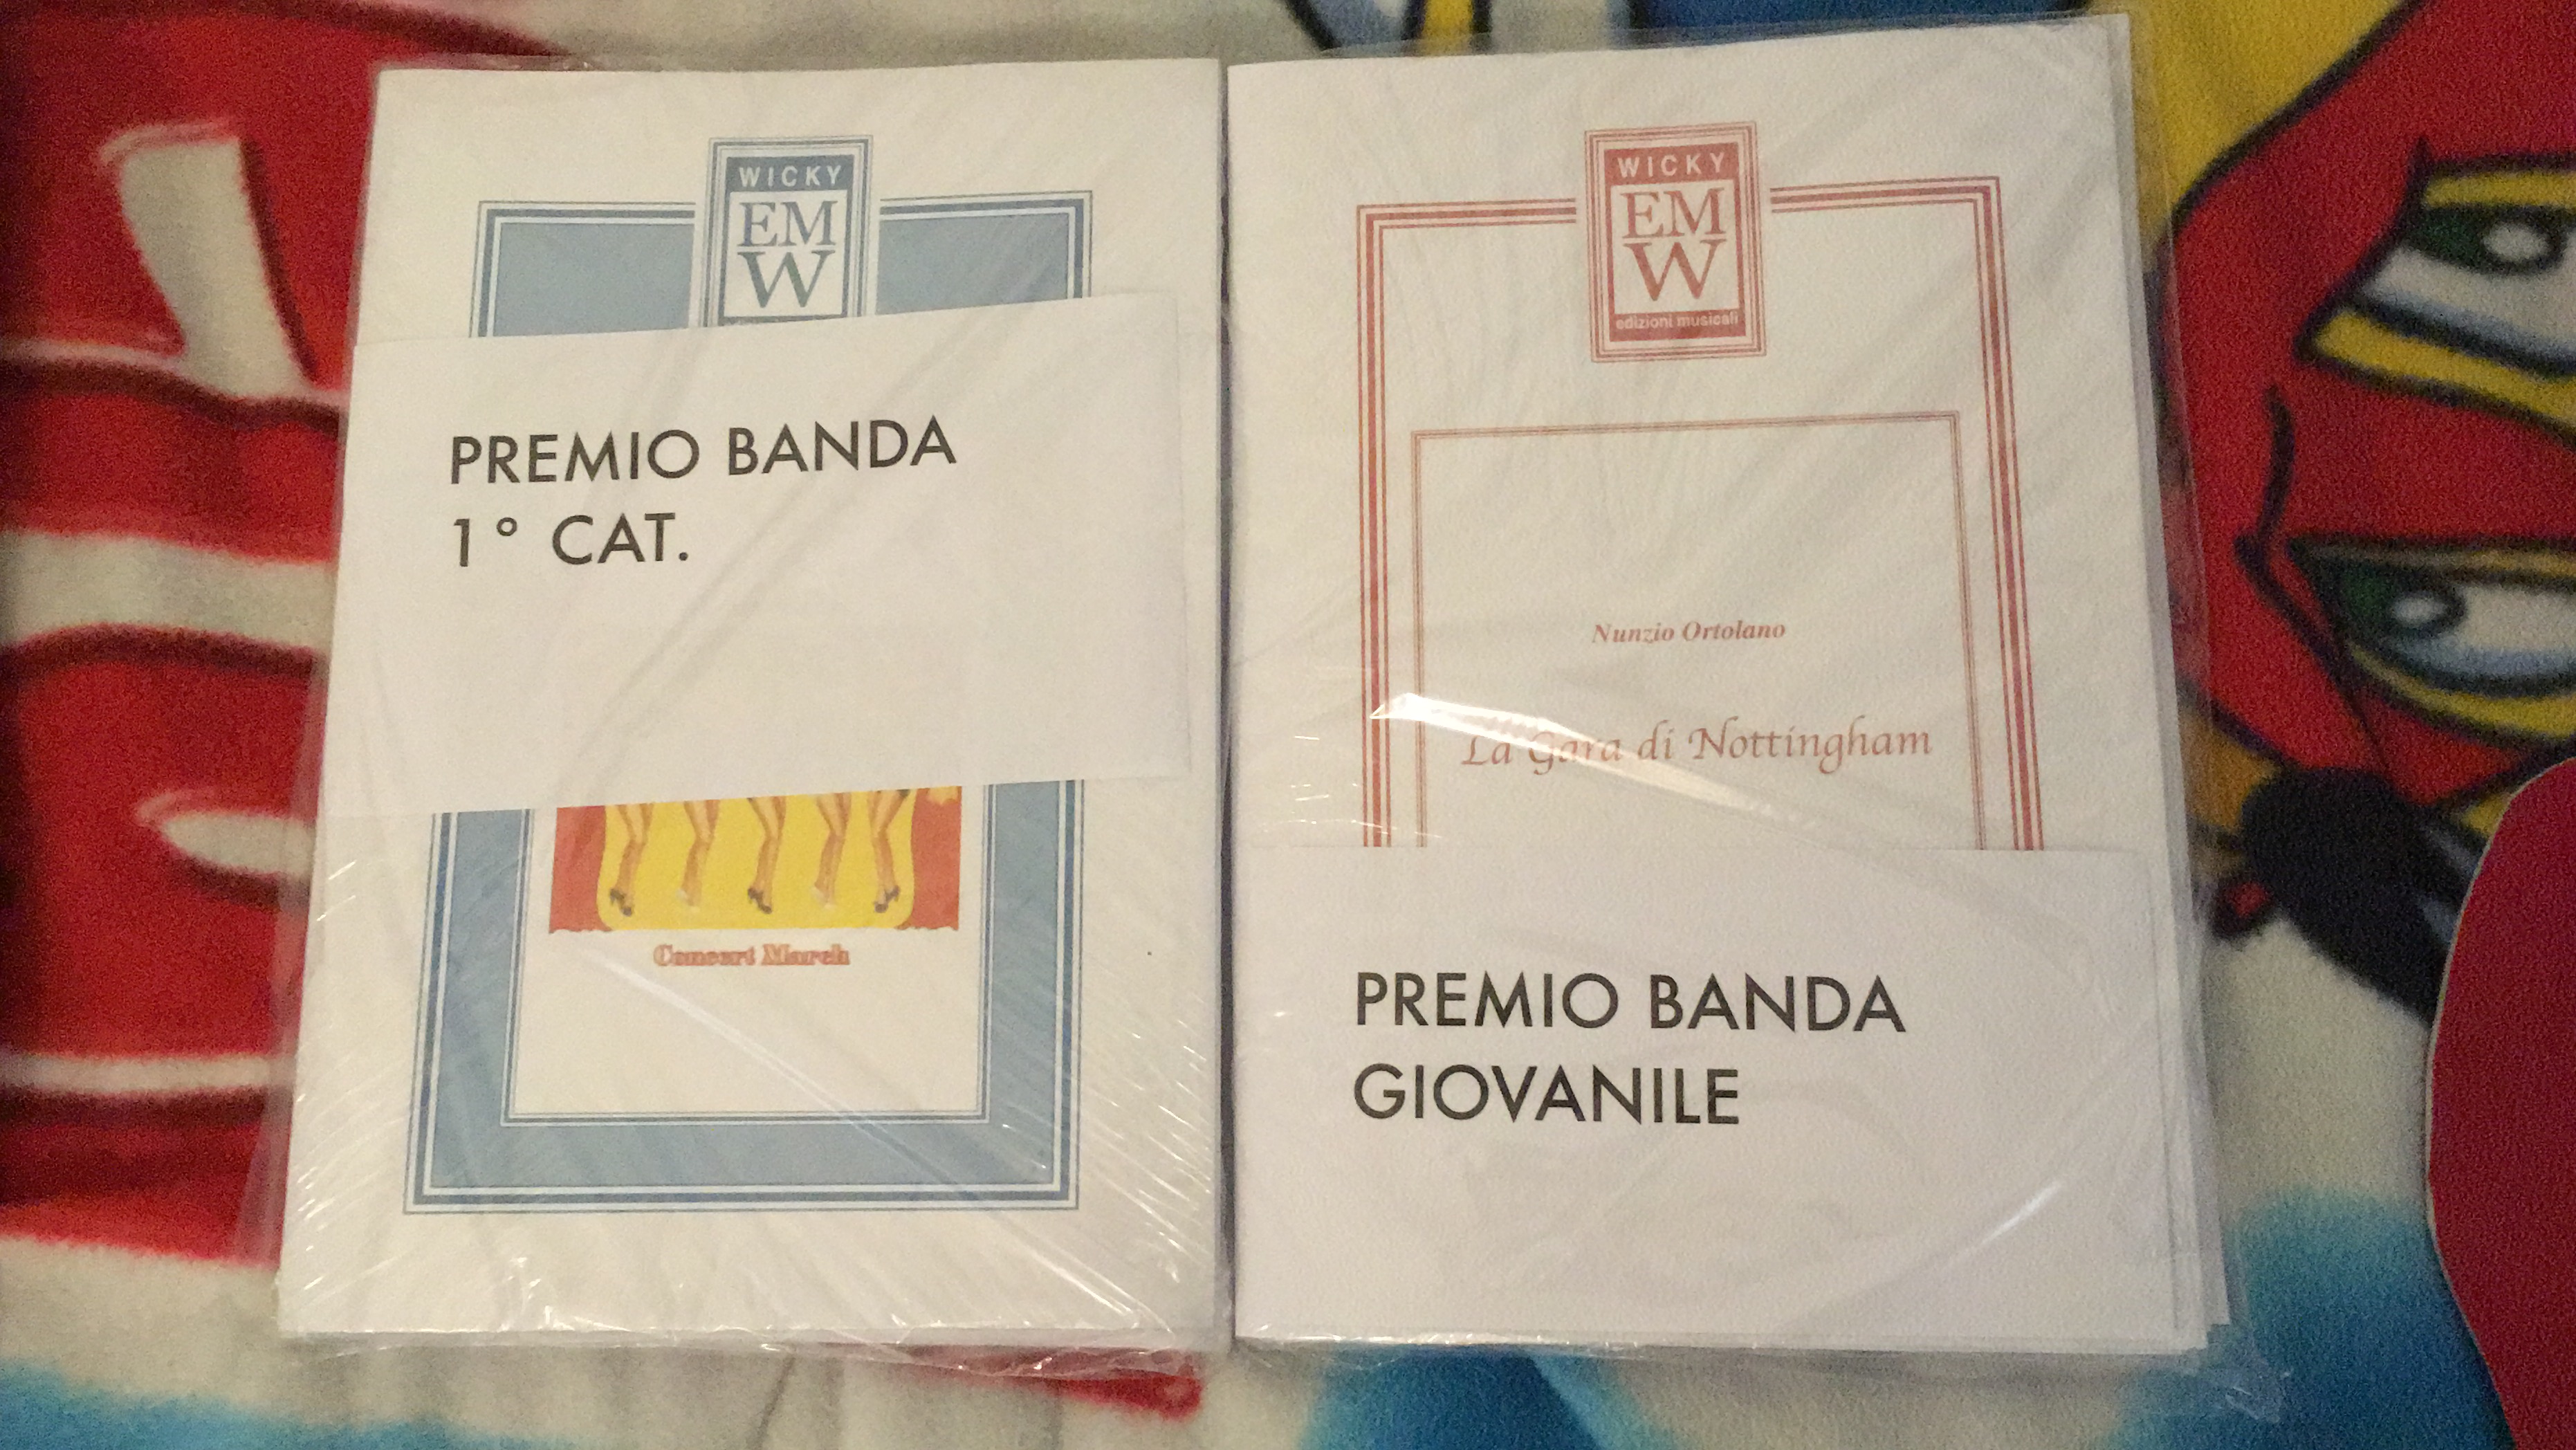 WICKY
EM
W
PREMIO BANDA
1° CAT.
Concert March
WICKY
EM
W
edizioni musicali
Nunzio Ortolano
La Gara di Nottingham
PREMIO BANDA
GIOVANILE